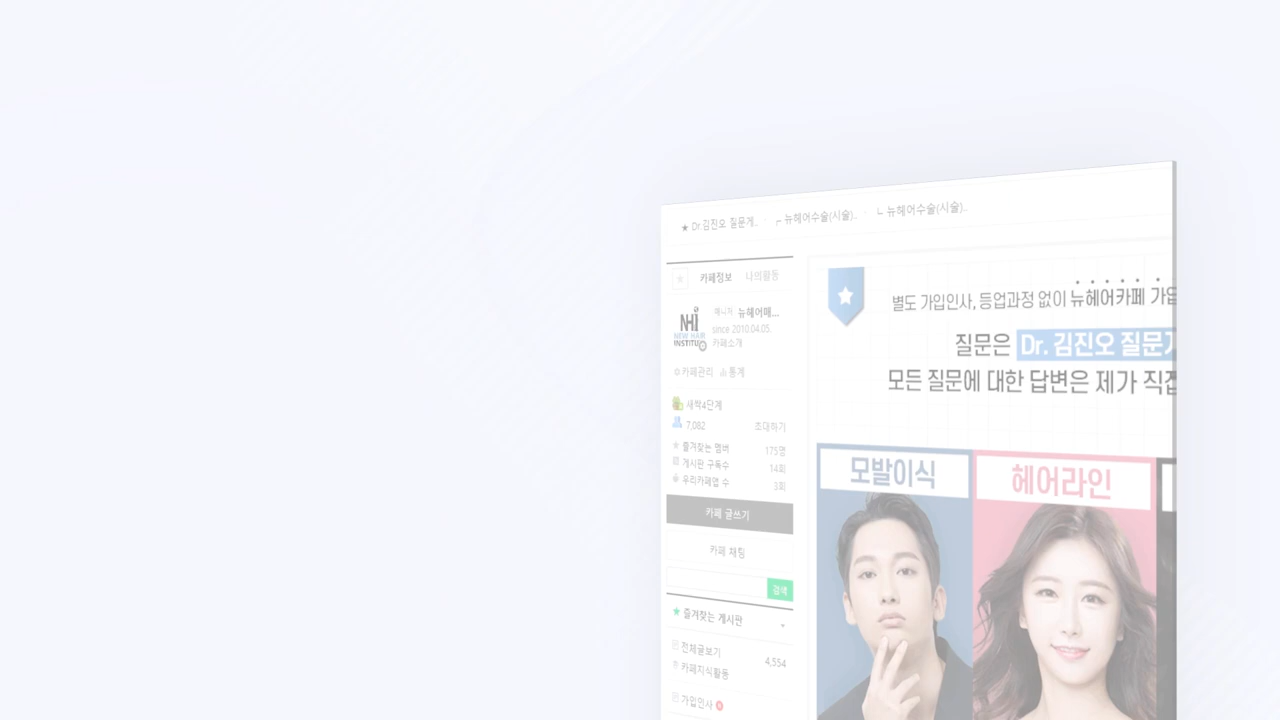 ★ Dr.김진오 질문게.. · ┌ 뉴헤어수술(시술).. · ㄴ 뉴헤어수술(시술)..
카페정보 나의활동
매니저 뉴헤어매...
since 2010.04.05.
카페소개
NHI
NEW HAIR
INSTITU
카페관리 통계
새싹4단계
7,082 초대하기
즐겨찾는 멤버 175명
게시판 구독수 14회
우리카페앱 수 3회
카페 글쓰기
카페 채팅
검색
★ 즐겨찾는 게시판
전체글보기 4,554
카페지식활동
가입인사
별도 가입인사, 등업과정 없이 뉴헤어카페 가입
질문은 Dr. 김진오 질문게
모든 질문에 대한 답변은 제가 직접
모발이식
헤어라인